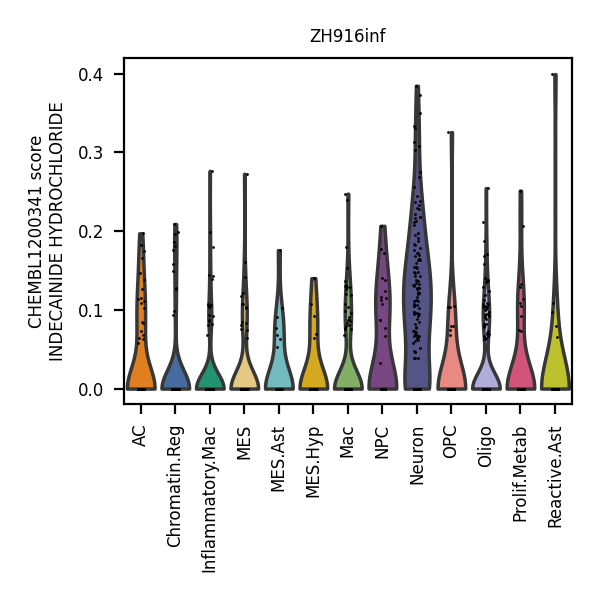 ZH916inf
CHEMBL1200341 score
INDECAINIDE HYDROCHLORIDE
0.4
0.3
0.2
0.1
0.0
AC
Chromatin.Reg
Inflammatory.Mac
MES
MES.Ast
MES.Hyp
Mac
NPC
Neuron
OPC
Oligo
Prolif.Metab
Reactive.Ast